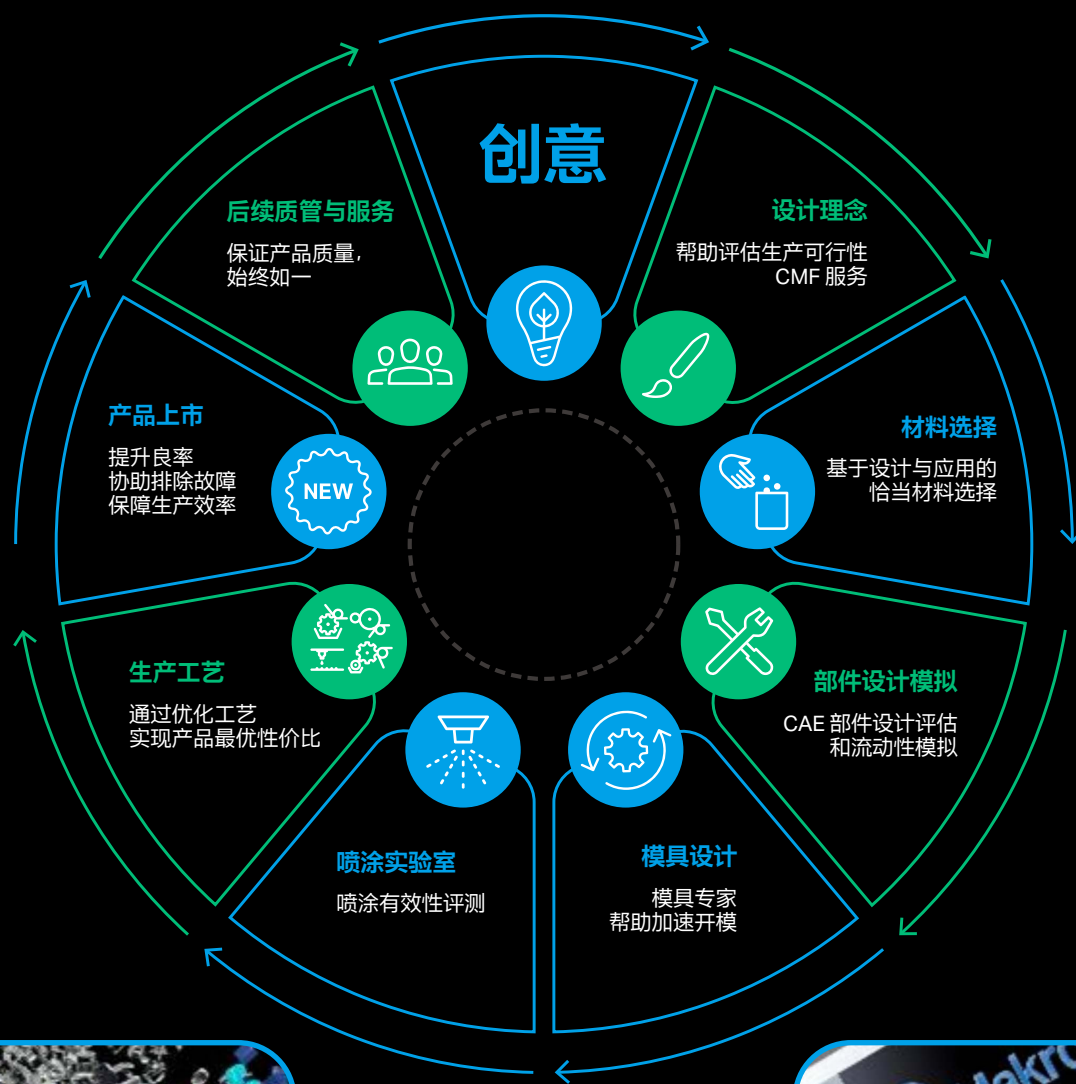 创意
设计理念
帮助评估生产可行性
CMF 服务
材料选择
基于设计与应用的
恰当材料选择
部件设计模拟
CAE 部件设计评估
和流动性模拟
模具设计
模具专家
帮助加速开模
喷涂实验室
喷涂有效性评测
生产工艺
通过优化工艺
实现产品最优性价比
产品上市
提升良率
协助排除故障
保障生产效率
NEW
后续质管与服务
保证产品质量，
始终如一